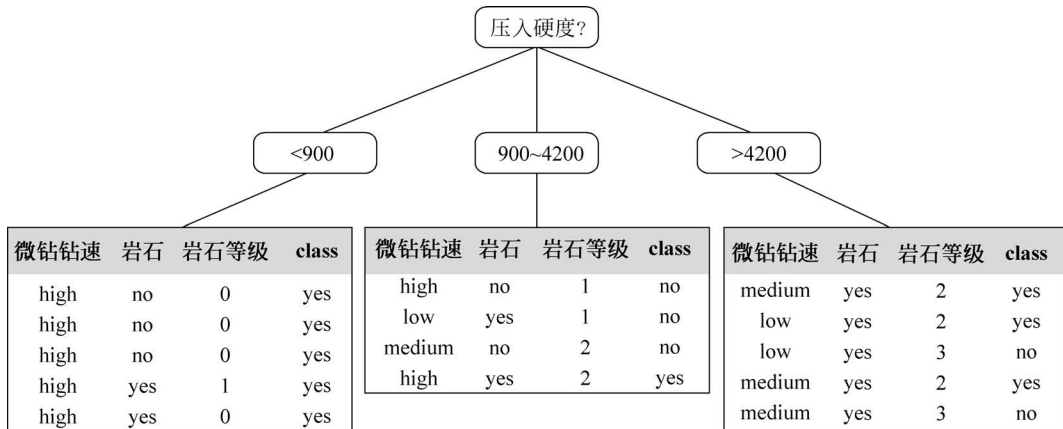 压入硬度?
<900
900~4200
>4200
微钻钻速 岩石 岩石等级 class
high no 0 yes
high no 0 yes
high no 0 yes
high yes 1 yes
high yes 0 yes
微钻钻速 岩石 岩石等级 class
high no 1 no
low yes 1 no
medium no 2 no
high yes 2 yes
微钻钻速 岩石 岩石等级 class
medium yes 2 yes
low yes 2 yes
low yes 3 no
medium yes 2 yes
medium yes 3 no